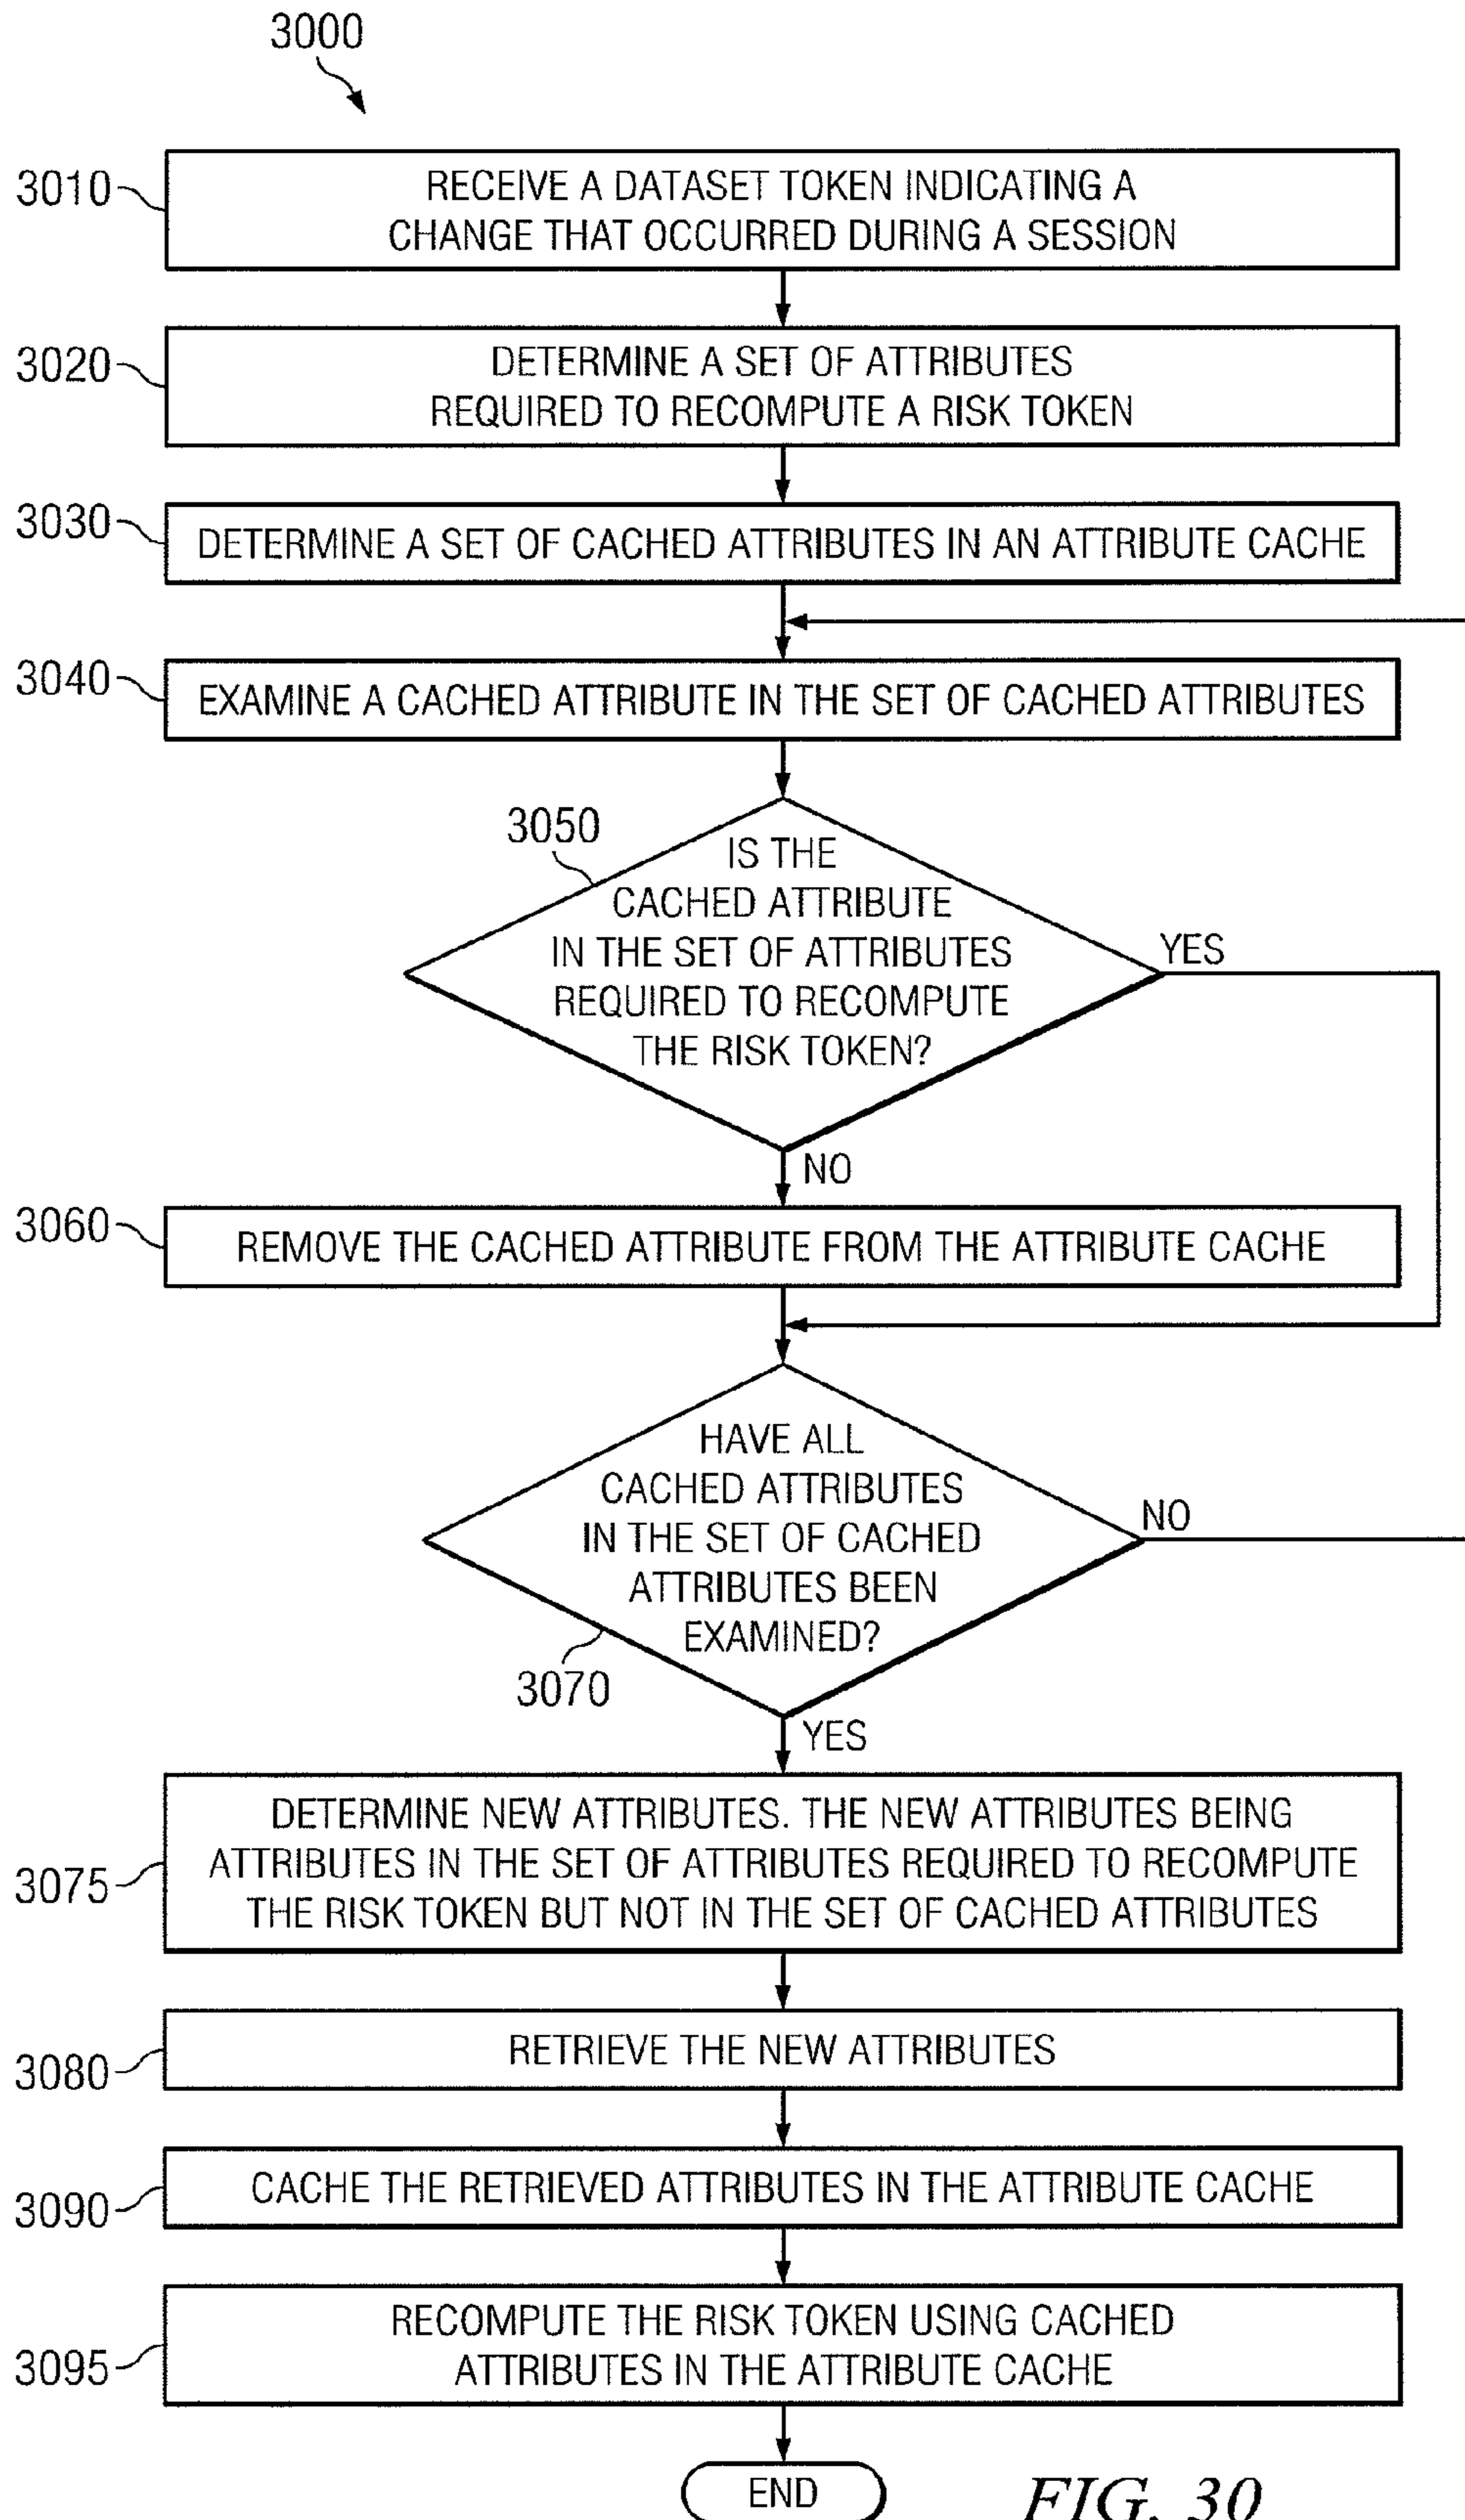 3000
3010
RECEIVE A DATASET TOKEN INDICATING A
CHANGE THAT OCCURRED DURING A SESSION
3020
DETERMINE A SET OF ATTRIBUTES
REQUIRED TO RECOMPUTE A RISK TOKEN
3030
DETERMINE A SET OF CACHED ATTRIBUTES IN AN ATTRIBUTE CACHE
3040
EXAMINE A CACHED ATTRIBUTE IN THE SET OF CACHED ATTRIBUTES
3050
IS THE
CACHED ATTRIBUTE
IN THE SET OF ATTRIBUTES
REQUIRED TO RECOMPUTE
THE RISK TOKEN?
YES
NO
3060
REMOVE THE CACHED ATTRIBUTE FROM THE ATTRIBUTE CACHE
HAVE ALL
CACHED ATTRIBUTES
IN THE SET OF CACHED
ATTRIBUTES BEEN
EXAMINED?
NO
3070
YES
3075
DETERMINE NEW ATTRIBUTES. THE NEW ATTRIBUTES BEING
ATTRIBUTES IN THE SET OF ATTRIBUTES REQUIRED TO RECOMPUTE
THE RISK TOKEN BUT NOT IN THE SET OF CACHED ATTRIBUTES
3080
RETRIEVE THE NEW ATTRIBUTES
3090
CACHE THE RETRIEVED ATTRIBUTES IN THE ATTRIBUTE CACHE
3095
RECOMPUTE THE RISK TOKEN USING CACHED
ATTRIBUTES IN THE ATTRIBUTE CACHE
END
FIG. 30